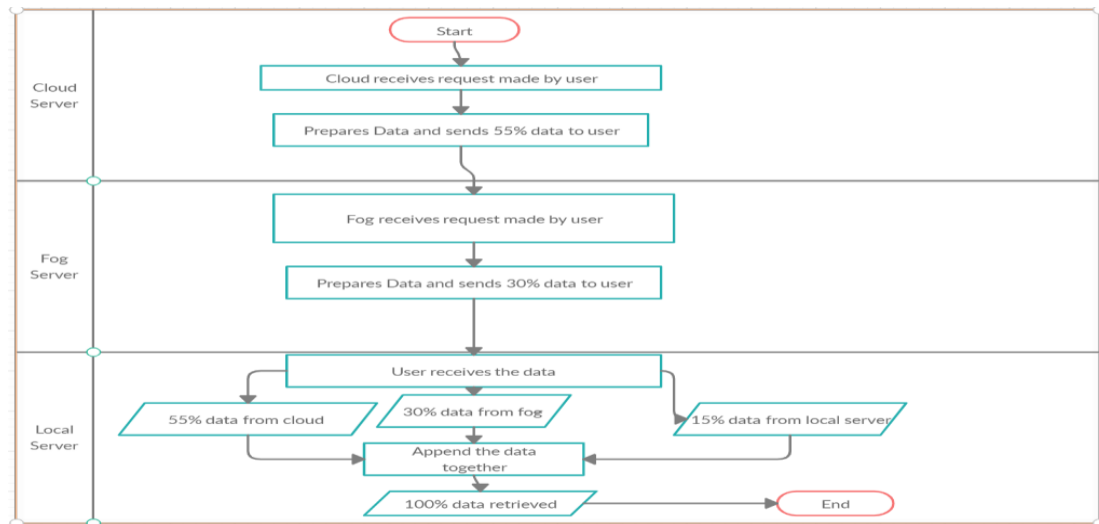 Start
Cloud receives request made by user
Cloud
Server
Prepares Data and sends 55% data to user
Fog receives request made by user
Fog
Server
Prepares Data and sends 30% data to user
User receives the data
55% data from cloud
30% data from fog
15% data from local server
Local
Server
Append the data
together
100% data retrieved
End